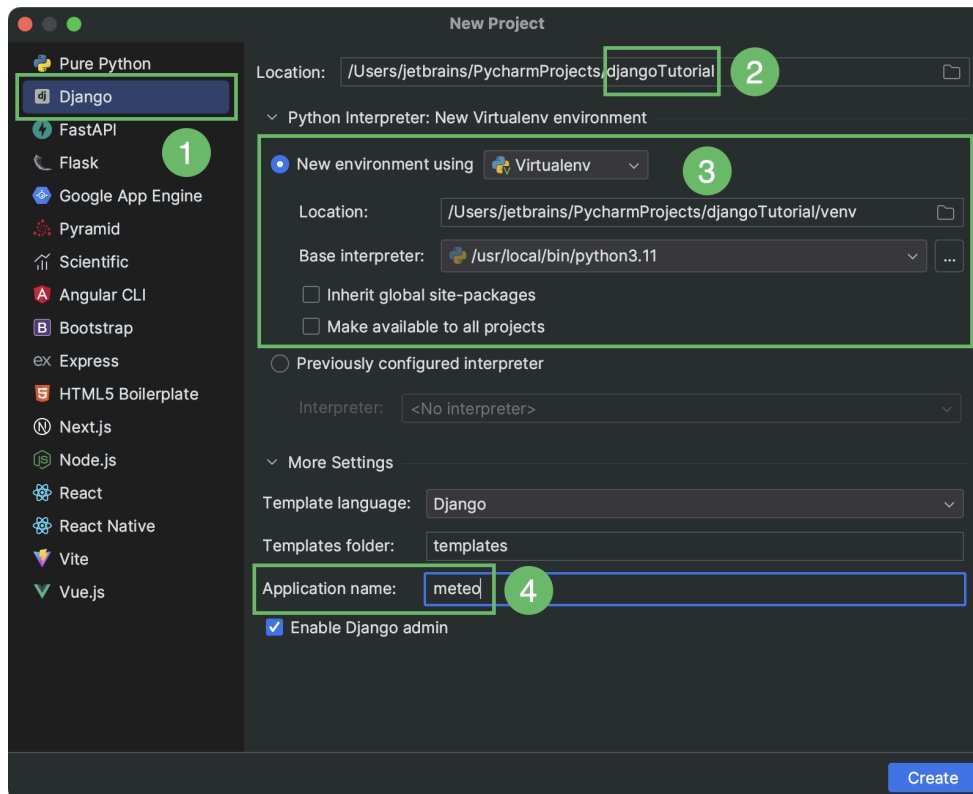 New Project
Pure Python
Django
FastAPI
1
Flask
Google App Engine
Pyramid
Scientific
Angular CLI
Bootstrap
Express
HTML5 Boilerplate
Next.js
Node.js
React
React Native
Vite
Vue.js
Location: /Users/jetbrains/PycharmProjects/djangoTutorial 2
Python Interpreter: New Virtualenv environment
New environment using Virtualenv 3
Location: /Users/jetbrains/PycharmProjects/djangoTutorial/venv
Base interpreter: /usr/local/bin/python3.11 ...
Inherit global site-packages
Make available to all projects
Previously configured interpreter
Interpreter: <No interpreter>
More Settings
Template language: Django
Templates folder: templates
Application name: meteo 4
Enable Django admin
Create